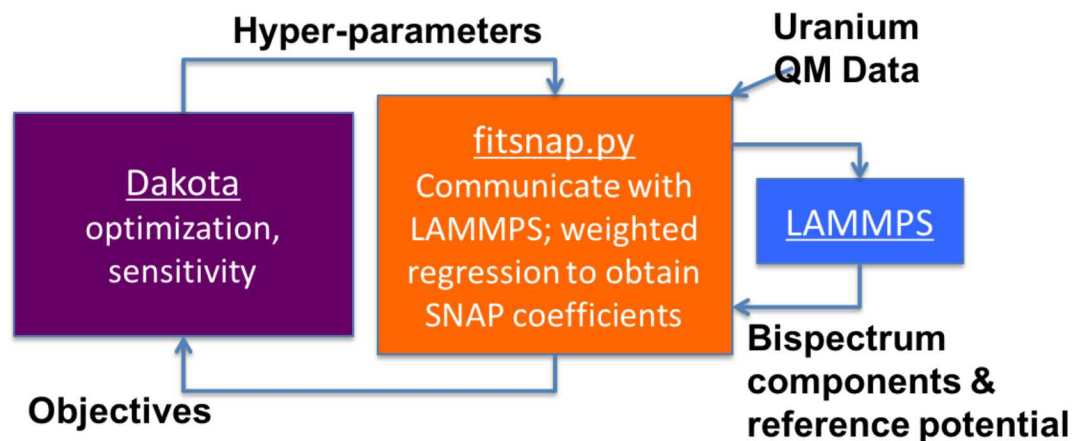 Hyper-parameters
Uranium
QM Data
Dakota
optimization,
sensitivity
fitsnap.py
Communicate with
LAMMPS; weighted
regression to obtain
SNAP coefficients
LAMMPS
Bispectrum
components &
reference potential
Objectives